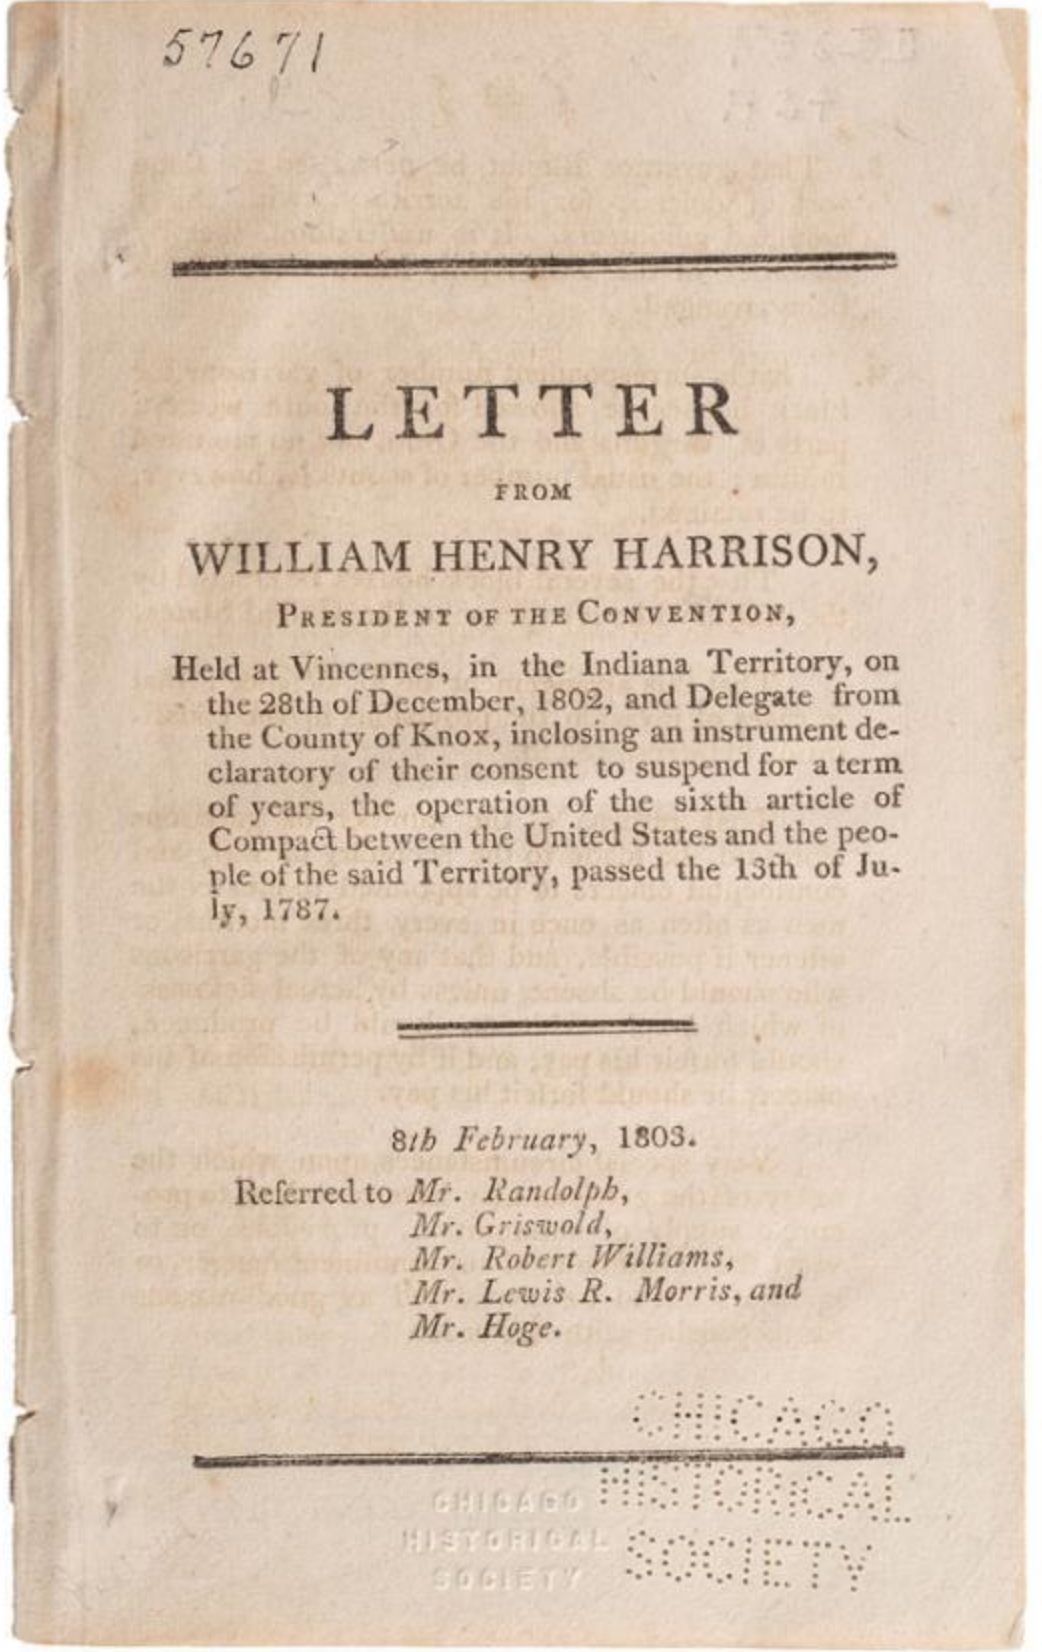 57671
LETTER
FROM
WILLIAM HENRY HARRISON,
PRESIDENT OF THE CONVENTION,
Held at Vincennes, in the Indiana Territory, on
the 28th of December, 1802, and Delegate from
the County of Knox, inclosing an instrument de-
claratory of their consent to suspend for a term
of years, the operation of the sixth article of
Compact between the United States and the peo-
ple of the said Territory, passed the 13th of Ju-
ly, 1787.
8th February, 1803.
Referred to Mr. Randolph,
Mr. Griswold,
Mr. Robert Williams,
Mr. Lewis R. Morris, and
Mr. Hoge.
CHICAGO
HISTORICAL
SOCIETY
CHICAGO
HISTORICAL
SOCIETY